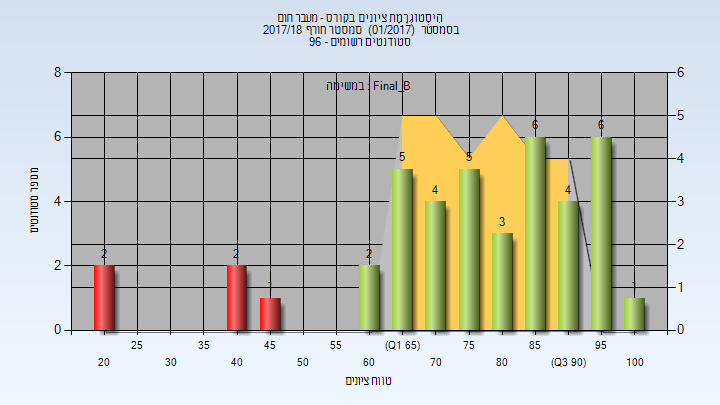 היסטוגרמת ציונים בקורס - מעבר חום
בסמסטר (01/2017) סמסטר חורף 2017/18
סטודנטים רשומים - 96
במשימה : Final_B
8 6 4 2 0
מספר סטודנטים
6 5 4 3 2 1 0
2 2 1 2 5 4 5 3 6 4 6 1
25 35 45 55 (Q1 65) 75 85 95
20 30 40 50 60 70 80 (Q3 90) 100
טווח ציונים